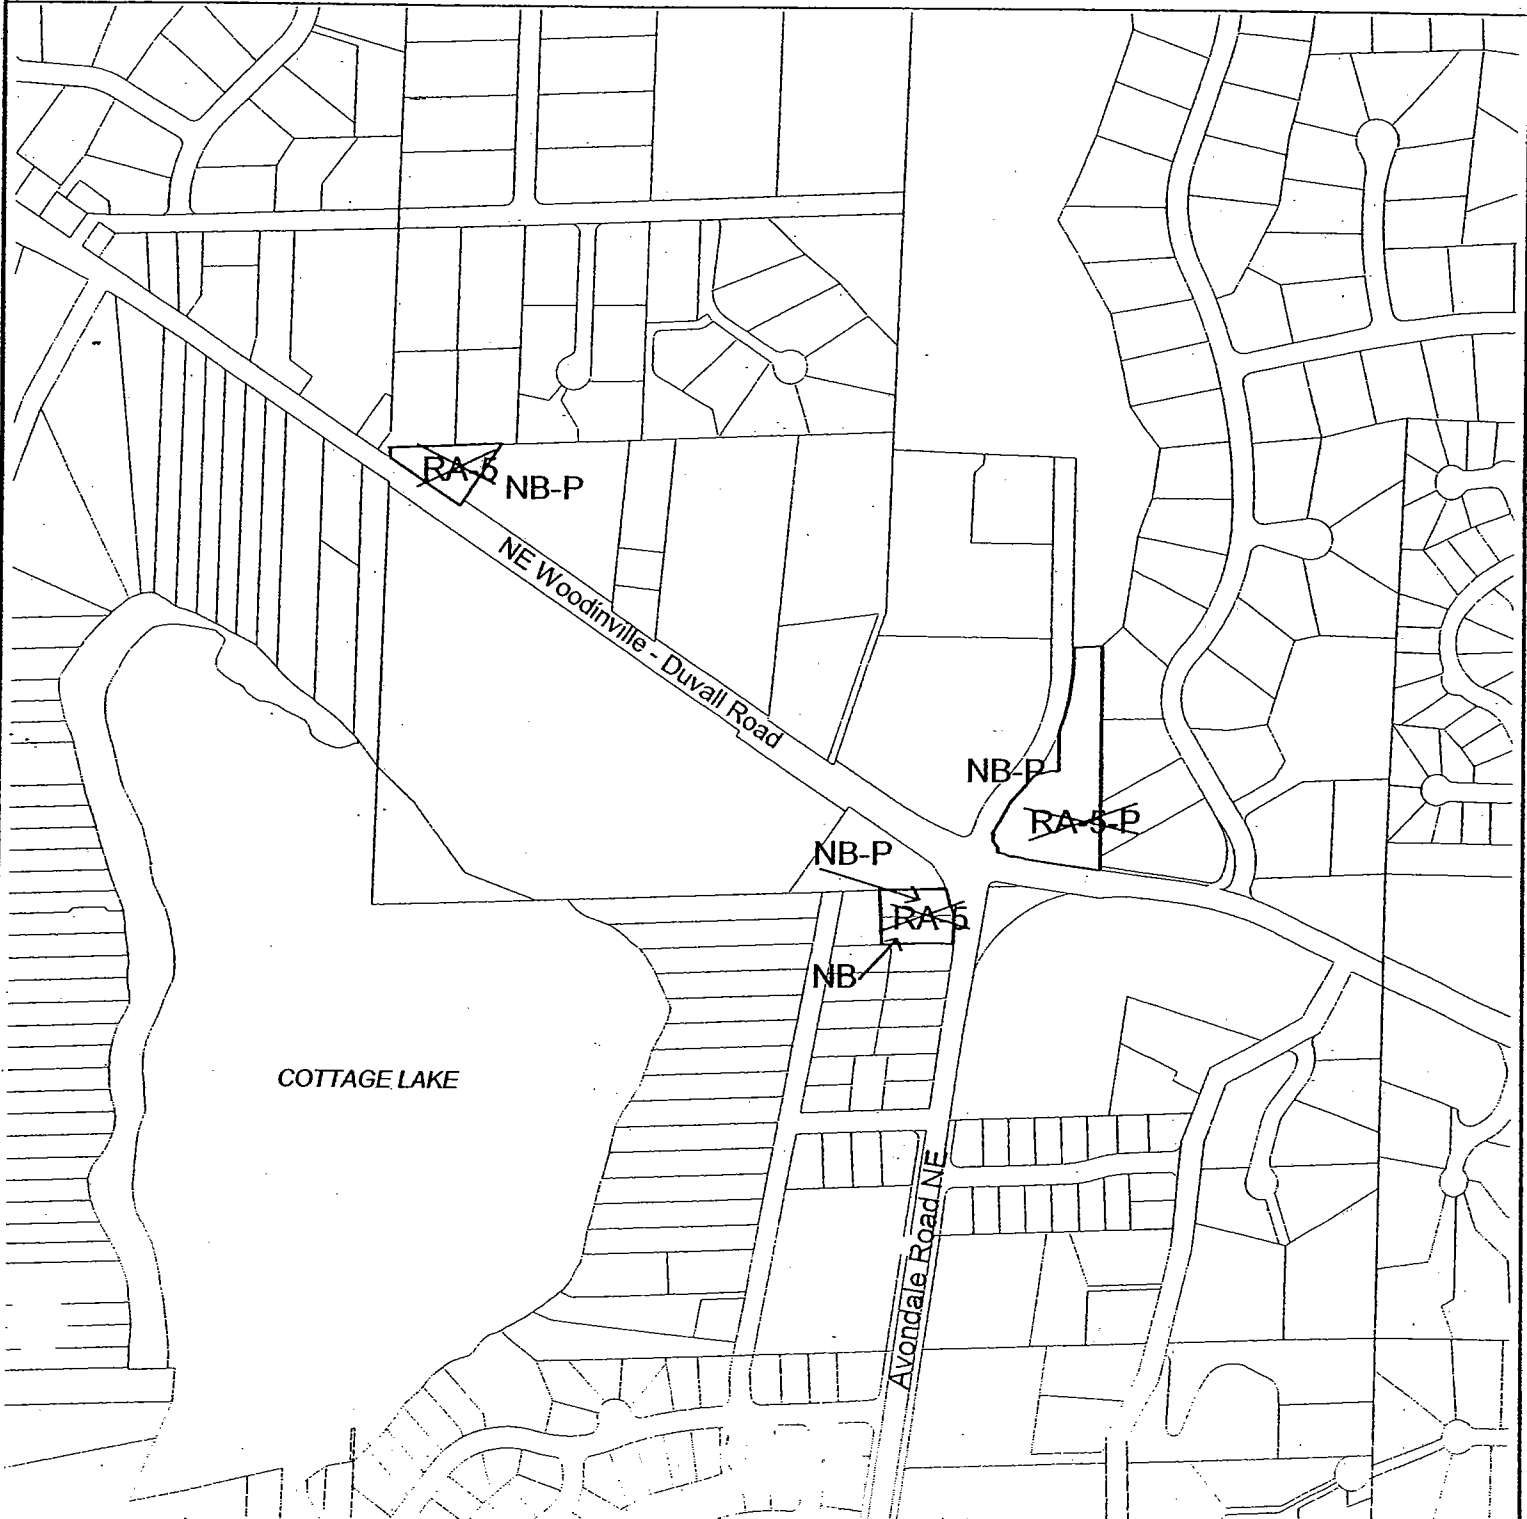 RA-5
NB-P
NE Woodinville - Duvall Road
NB-P
RA-5-P
NB-P
RA-5
NB
COTTAGE LAKE
Avondale Road NE